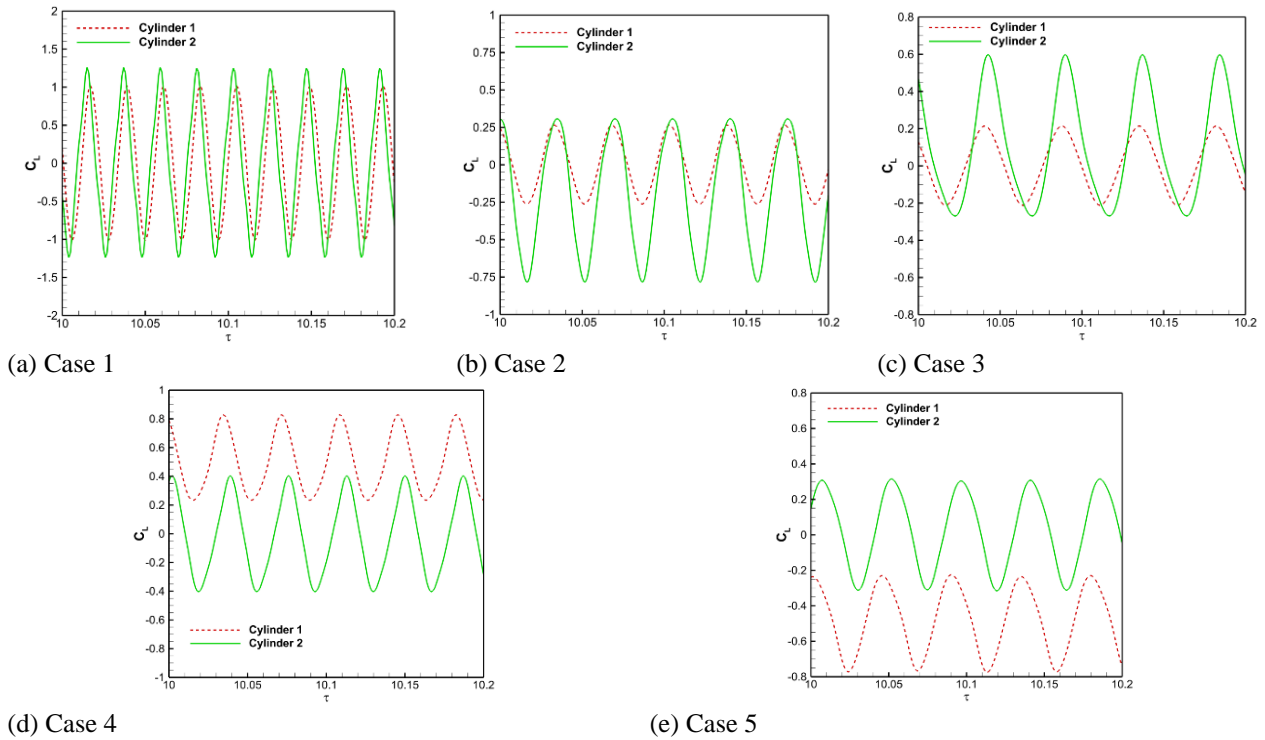 2
1.5
1
0.5
0
-0.5
-1
-1.5
-2
C_L
Cylinder 1
Cylinder 2
10
10.05
10.1
10.15
10.2
τ
(a) Case 1
1
0.75
0.5
0.25
0
-0.25
-0.5
-0.75
-1
C_L
Cylinder 1
Cylinder 2
10
10.05
10.1
10.15
10.2
τ
(b) Case 2
0.8
0.6
0.4
0.2
0
-0.2
-0.4
-0.6
-0.8
C_L
Cylinder 1
Cylinder 2
10
10.05
10.1
10.15
10.2
τ
(c) Case 3
1
0.8
0.6
0.4
0.2
0
-0.2
-0.4
-0.6
-0.8
-1
C_L
Cylinder 1
Cylinder 2
10
10.05
10.1
10.15
10.2
τ
(d) Case 4
0.8
0.6
0.4
0.2
0
-0.2
-0.4
-0.6
-0.8
C_L
Cylinder 1
Cylinder 2
10
10.05
10.1
10.15
10.2
τ
(e) Case 5